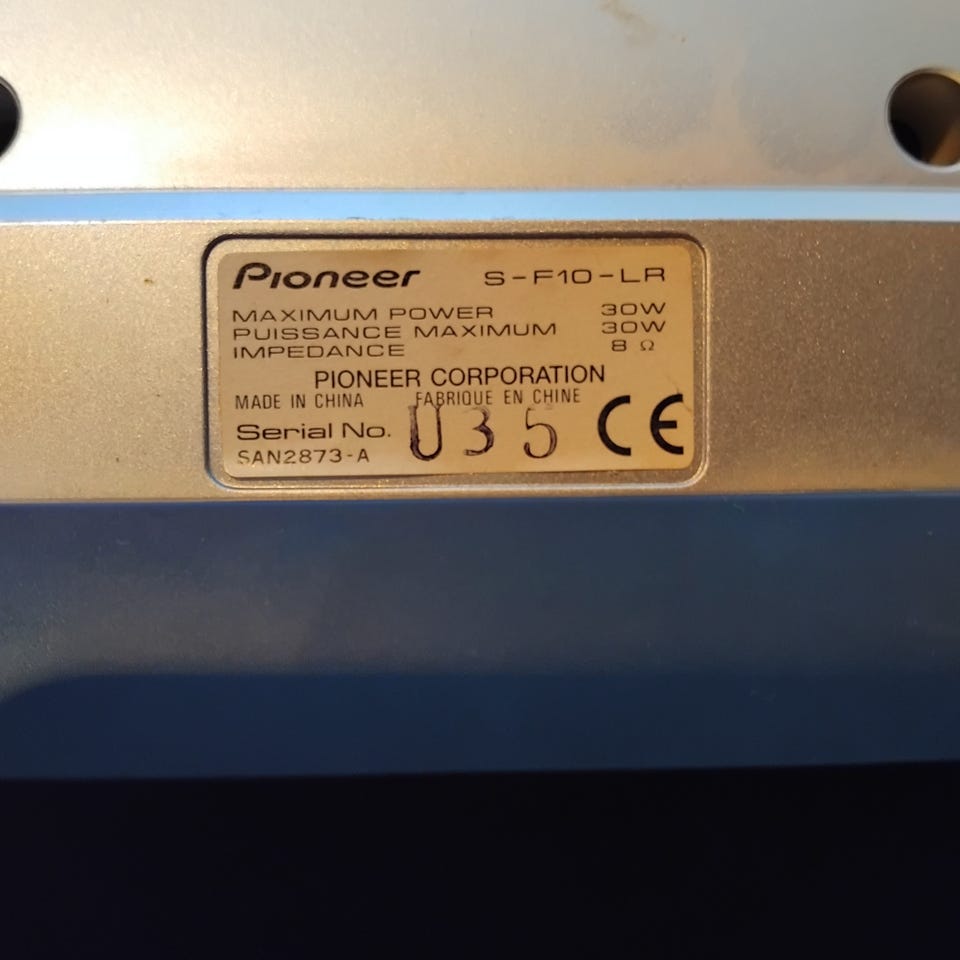 Pioneer S-F10-LR
MAXIMUM POWER 30W
PUISSANCE MAXIMUM 30W
IMPEDANCE 8 Ω
PIONEER CORPORATION
MADE IN CHINA FABRIQUE EN CHINE
Serial No. U35 CE
SAN2873-A